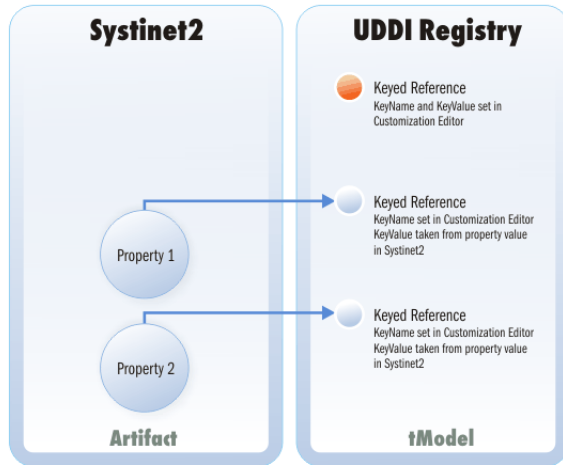 Systinet2
UDDI Registry
Keyed Reference
KeyName and KeyValue set in
Customization Editor
Keyed Reference
KeyName set in Customization Editor
KeyValue taken from property value
in Systinet2
Property 1
Keyed Reference
KeyName set in Customization Editor
KeyValue taken from property value
in Systinet2
Property 2
Artifact
tModel